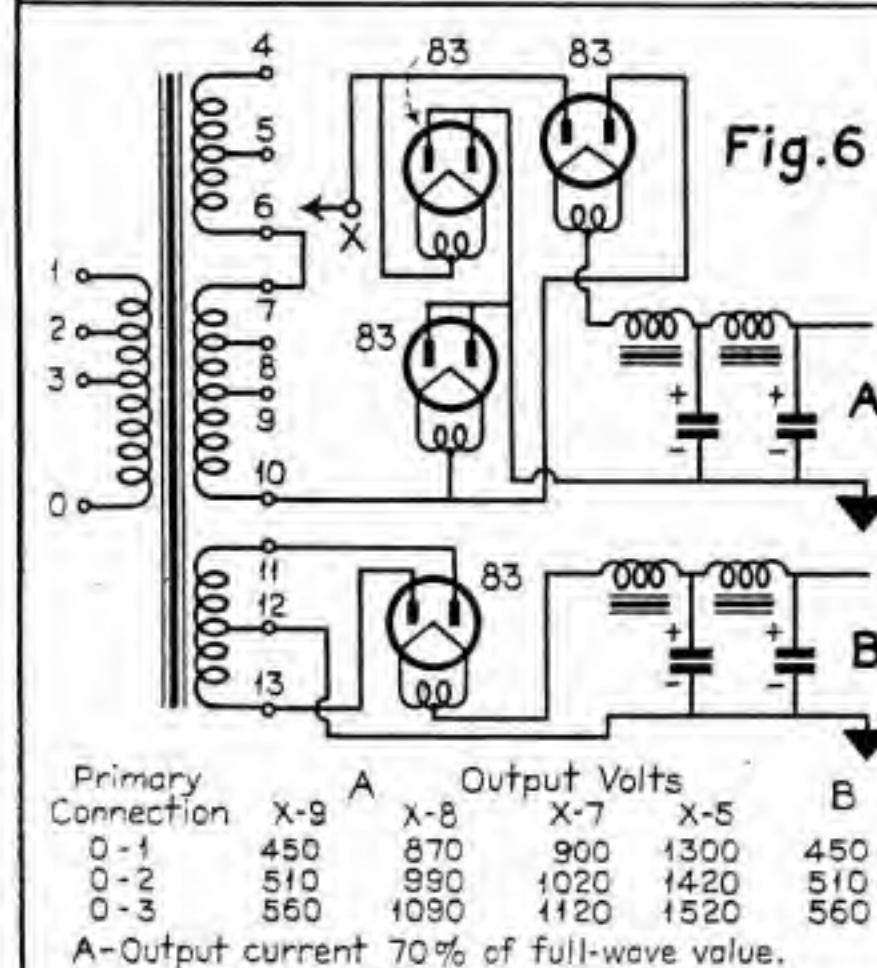 4
83
83
5
Fig.6
6
X
1
7
2
83
8
3
9
+
+
A
-
-
10
0
11
83
12
+
+
B
-
-
13
Primary A Output Volts B
Connection X-9 X-8 X-7 X-5
0-1 450 870 900 1300 450
0-2 510 990 1020 1420 510
0-3 560 1090 1120 1520 560
A-Output current 70% of full-wave value.